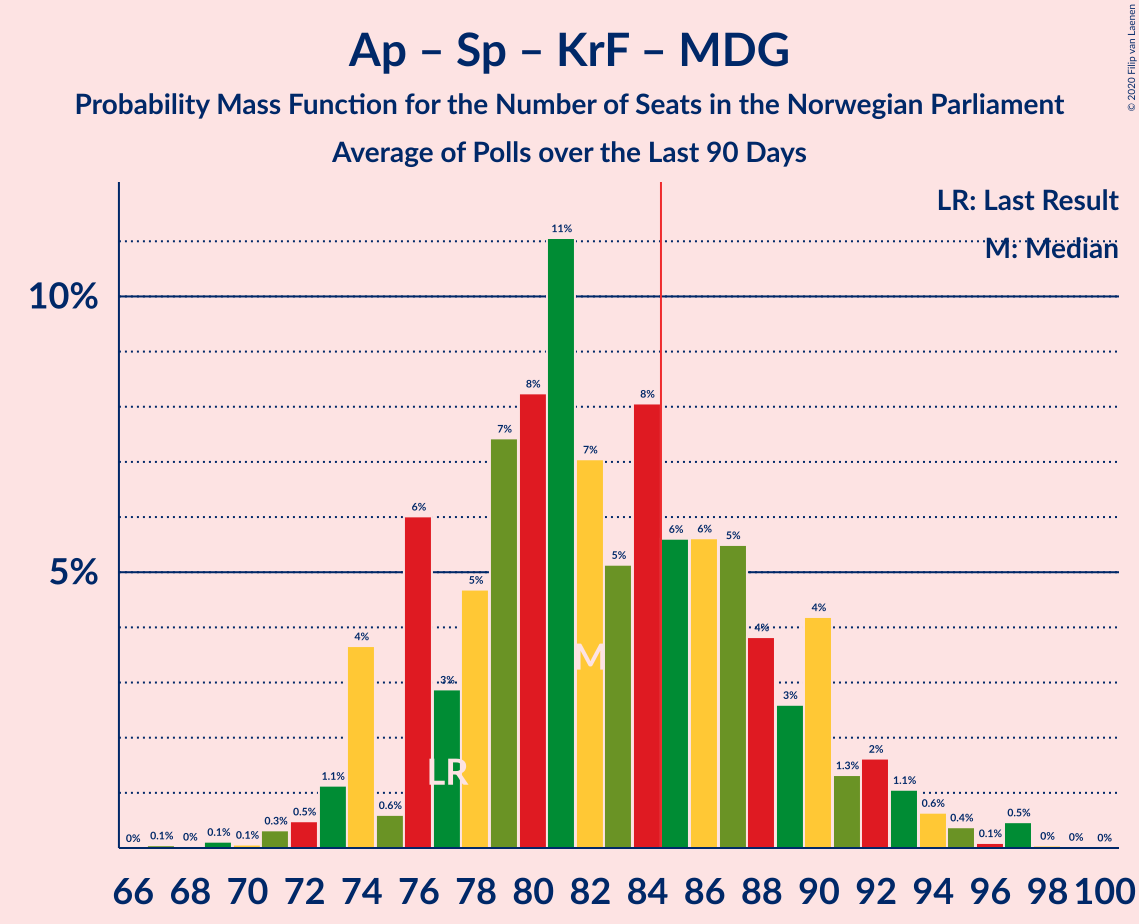 Ap – Sp – KrF – MDG
Probability Mass Function for the Number of Seats in the Norwegian Parliament
Average of Polls over the Last 90 Days
© 2020 Filip van Laenen
LR: Last Result
M: Median
10%
5%
0% 0.1% 0% 0.1% 0.1% 0.3% 0.5% 1.1% 4% 0.6% 6% 3% 5% 7% 8% 11% 7% 5% 8% 6% 6% 5% 4% 3% 4% 1.3% 2% 1.1% 0.6% 0.4% 0.1% 0.5% 0% 0% 0%
M
LR
66 68 70 72 74 76 78 80 82 84 86 88 90 92 94 96 98 100